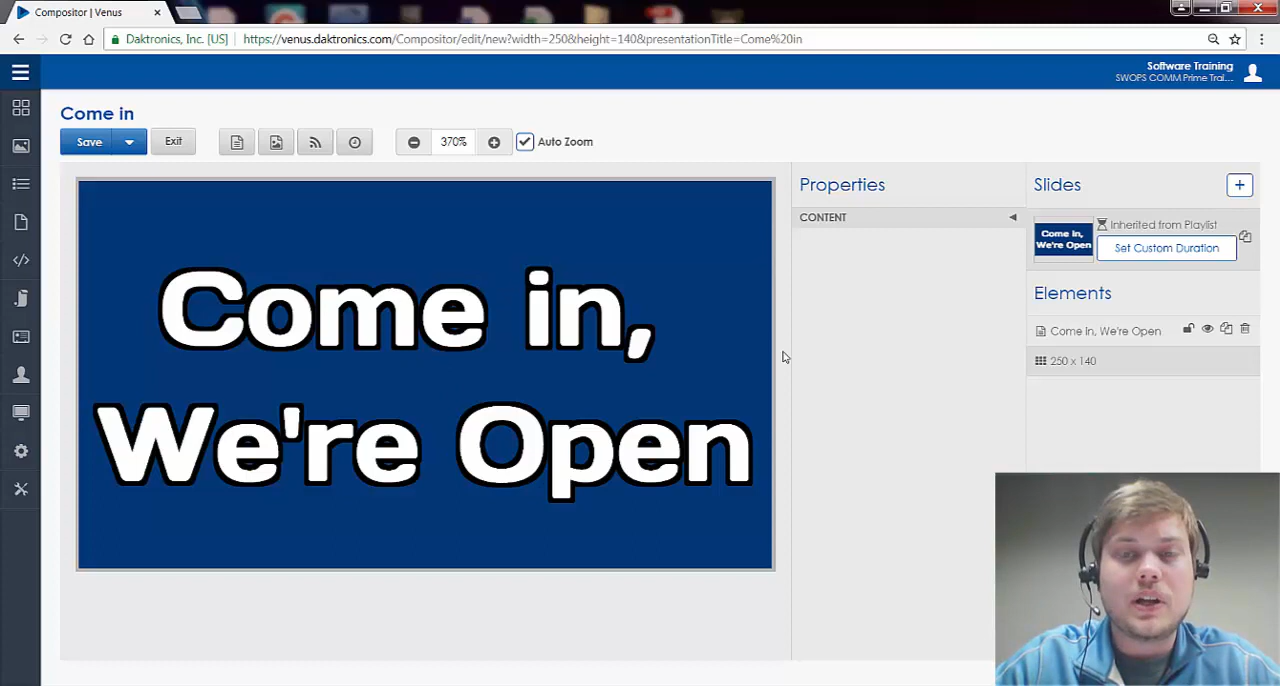 Compositor | Venus
Daktronics, Inc. [US]
https://venus.daktronics.com/Compositor/edit/new?width=250&height=140&presentationTitle=Come%20in
Software Training
SWOPS COMM Prime Trai...
Come in
Save
Exit
370%
Auto Zoom
Come in,
We're Open
Properties
CONTENT
Slides
Come in,
We're Open
Inherited from Playlist
Set Custom Duration
Elements
Come in, We're Open
250 x 140